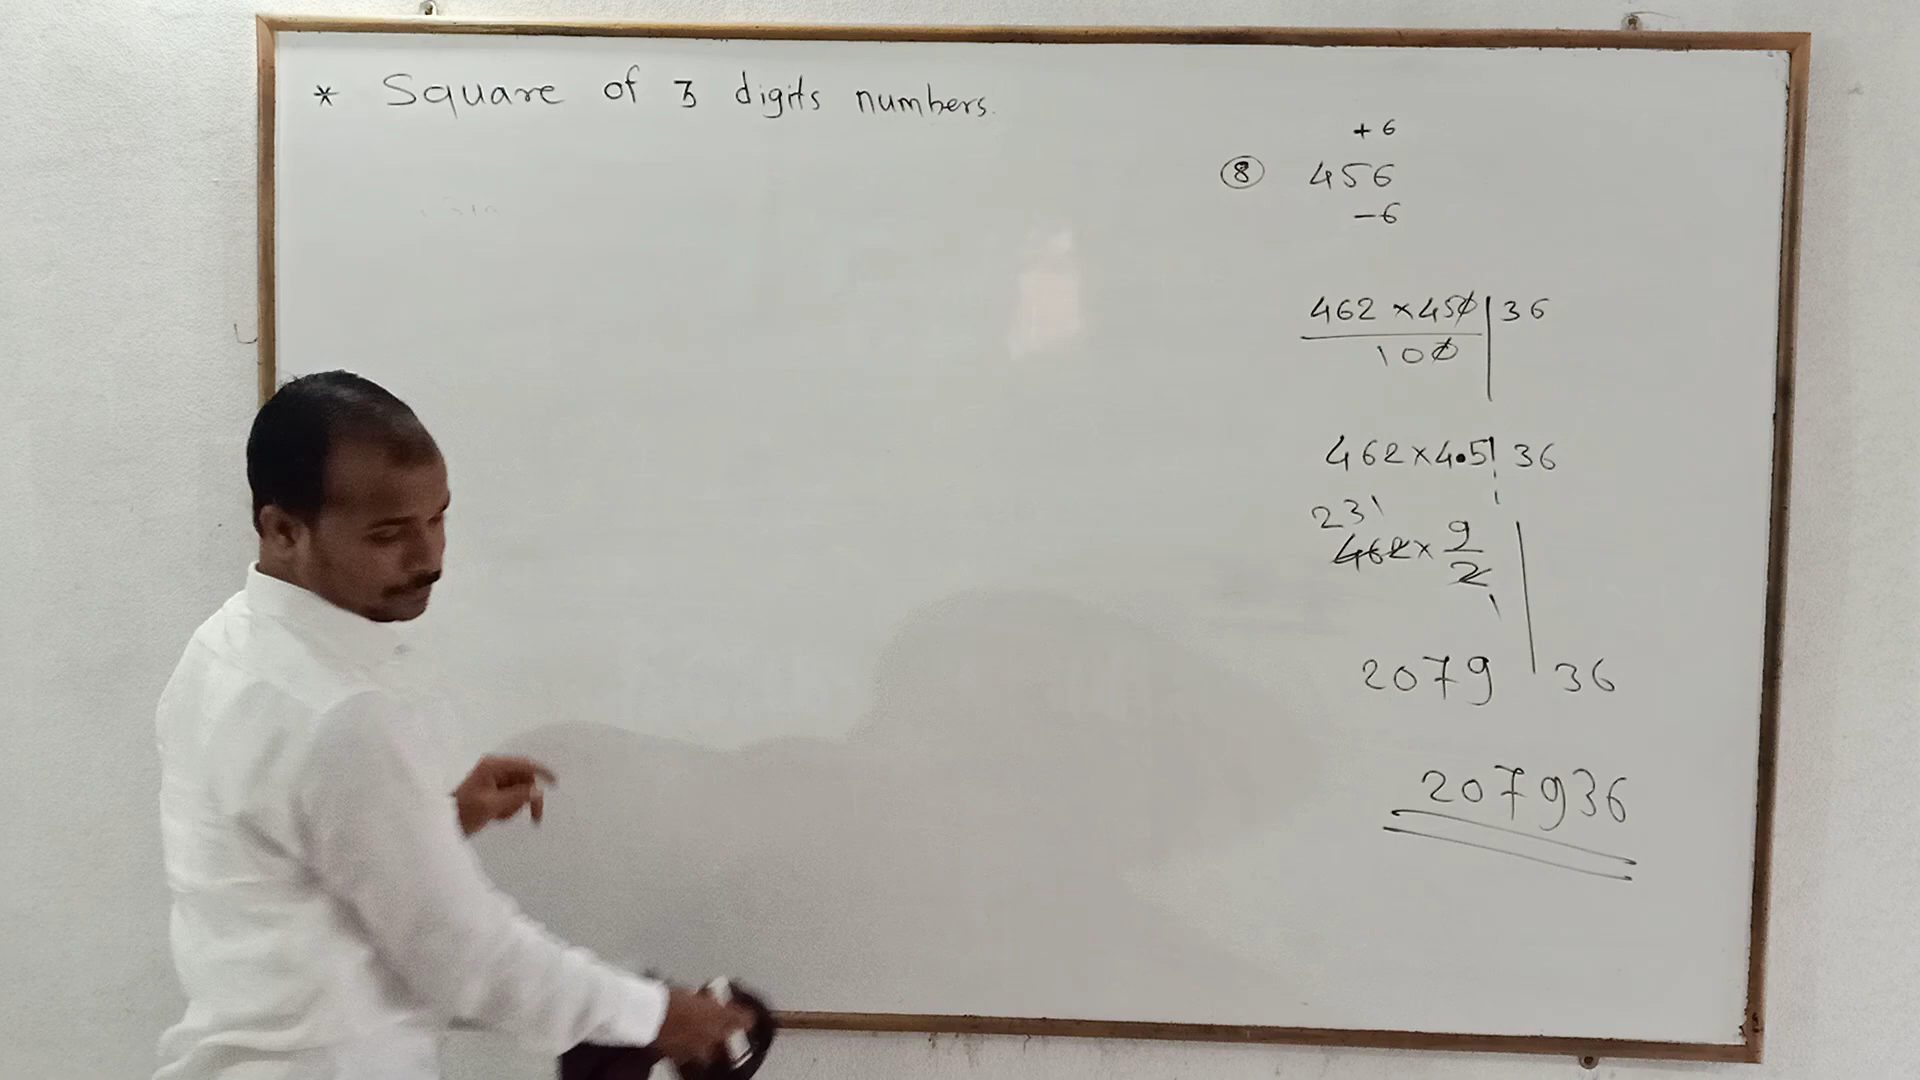 * Square of 3 digits numbers.
+ 6
8 456
- 6
462 × 450 | 36
100
462 × 4.5 | 36
231
462 × 9
2
1
2079 | 36
207936